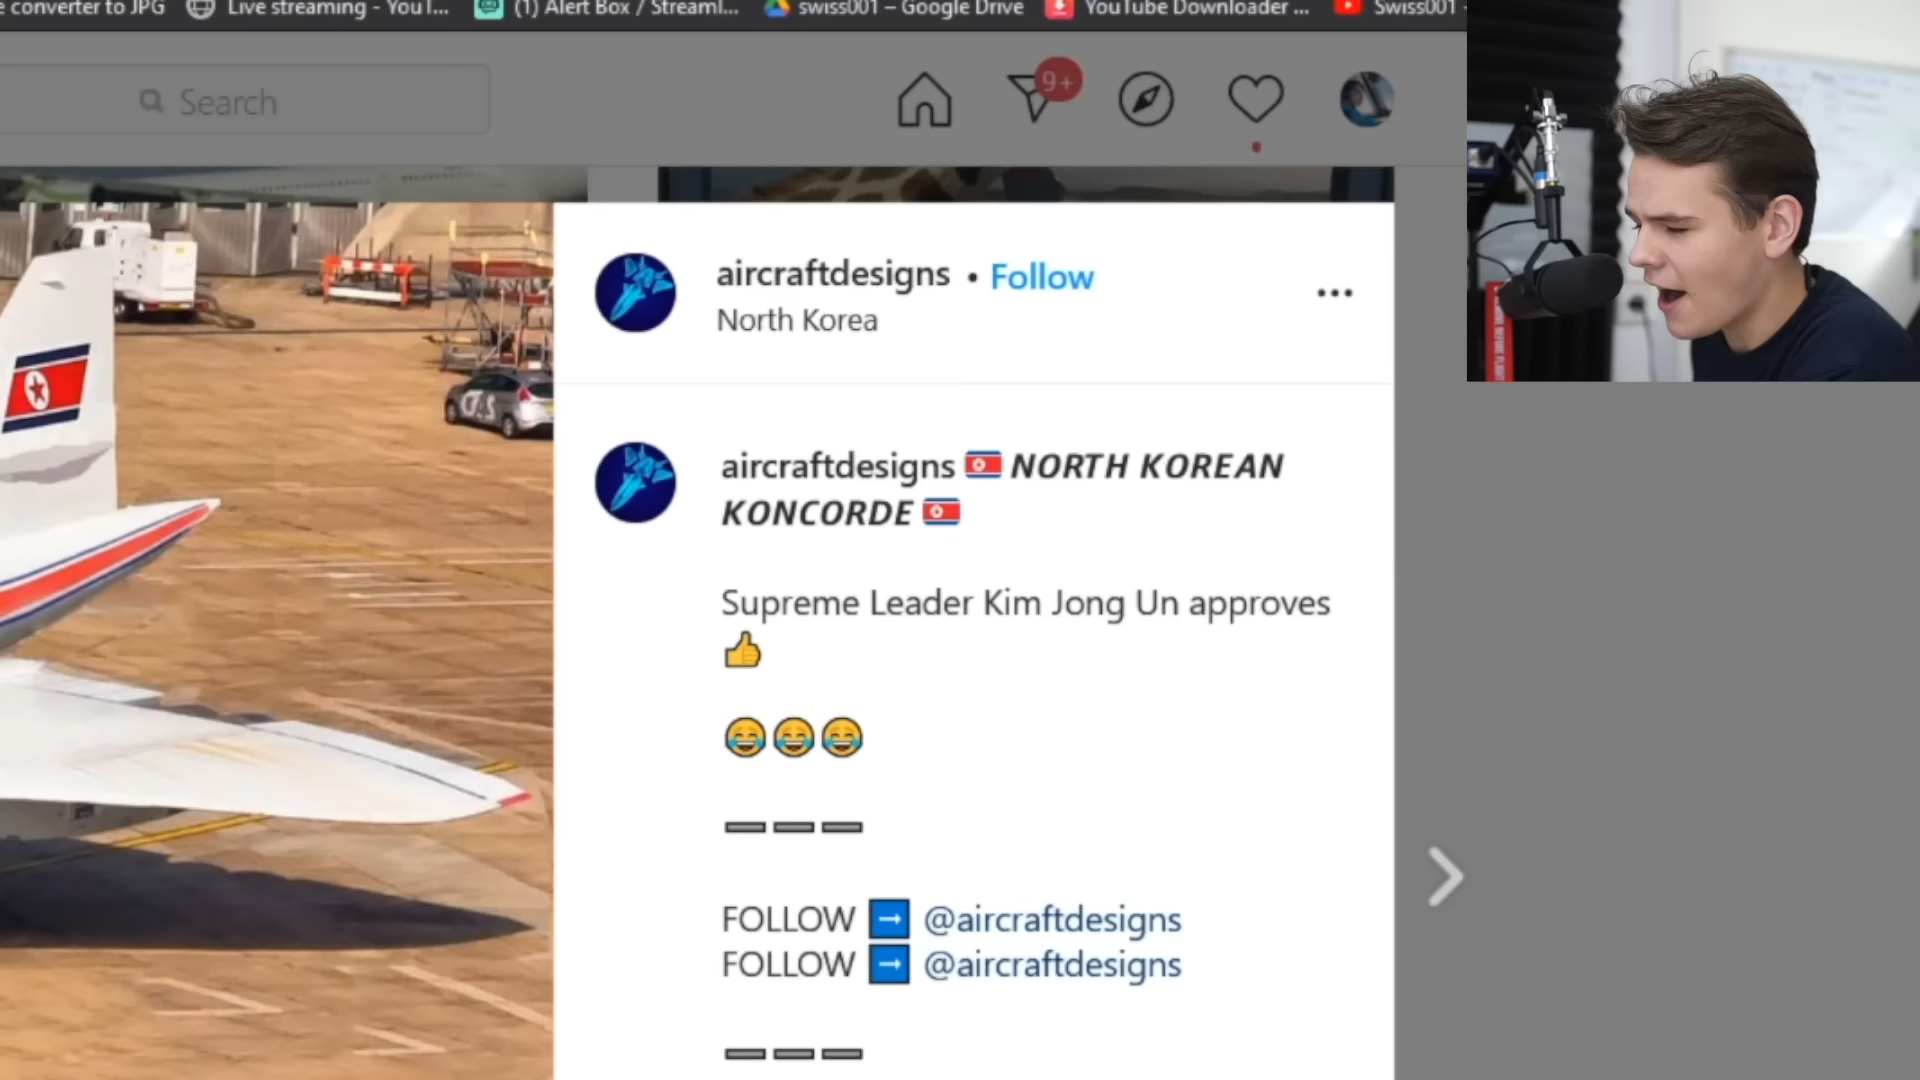 e converter to JPG
Live streaming - YouT...
(1) Alert Box / Streaml...
swiss001 – Google Drive
YouTube Downloader ...
Swiss001 -
Search
9+
aircraftdesigns • Follow
North Korea
aircraftdesigns 🇰🇵 NORTH KOREAN
KONCORDE 🇰🇵
Supreme Leader Kim Jong Un approves
👍
😂😂😂
➖➖➖
FOLLOW ➡️ @aircraftdesigns
FOLLOW ➡️ @aircraftdesigns
➖➖➖